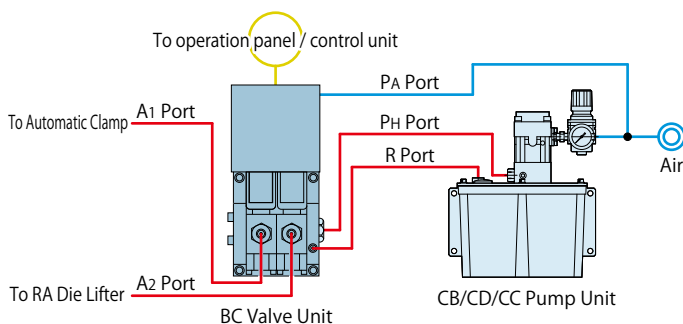 To operation panel / control unit
PA Port
A1 Port
To Automatic Clamp
PH Port
R Port
Air
A2 Port
To RA Die Lifter
CB/CD/CC Pump Unit
BC Valve Unit